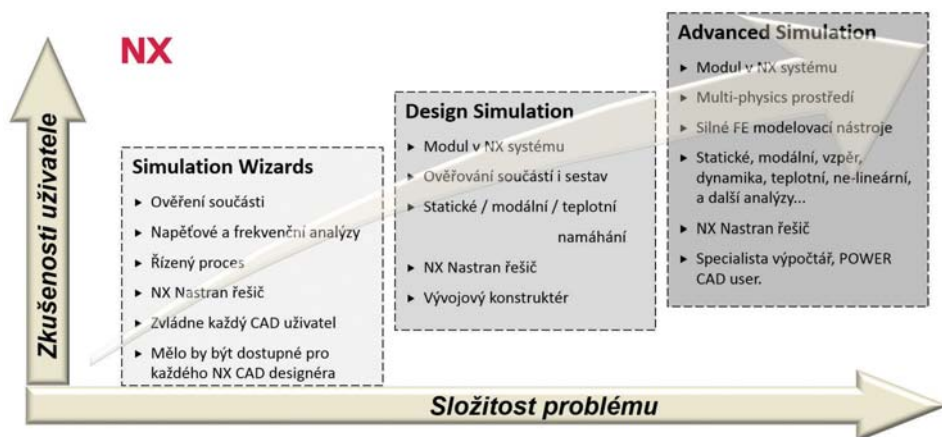 NX
Zkušenosti uživatele
Simulation Wizards
▸ Ověření součásti
▸ Napěťové a frekvenční analýzy
▸ Řízený proces
▸ NX Nastran řešič
▸ Zvládne každý CAD uživatel
▸ Mělo by být dostupné pro
každého NX CAD designéra
Design Simulation
▸ Modul v NX systému
▸ Ověřování součástí i sestav
▸ Statické / modální / teplotní
namáhání
▸ NX Nastran řešič
▸ Vývojový konstruktér
Advanced Simulation
▸ Modul v NX systému
▸ Multi-physics prostředí
▸ Silné FE modelovací nástroje
▸ Statické, modální, vzpěr,
dynamika, teplotní, ne-lineární,
a další analýzy...
▸ NX Nastran řešič
▸ Specialista výpočtář, POWER
CAD user.
Složitost problému